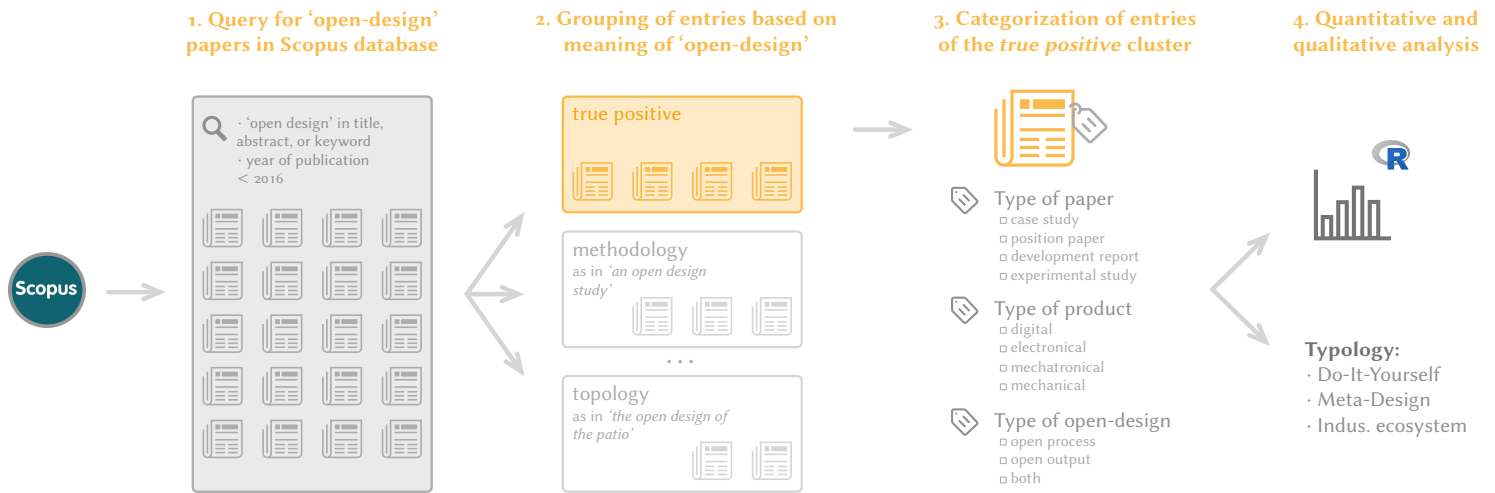 1. Query for ‘open-design’
papers in Scopus database
2. Grouping of entries based on
meaning of ‘open-design’
3. Categorization of entries
of the true positive cluster
4. Quantitative and
qualitative analysis
Scopus
· ‘open design’ in title,
abstract, or keyword
· year of publication
< 2016
true positive
methodology
as in ‘an open design
study’
...
topology
as in ‘the open design of
the patio’
Type of paper
case study
position paper
development report
experimental study
Type of product
digital
electronical
mechatronical
mechanical
Type of open-design
open process
open output
both
R
Typology:
· Do-It-Yourself
· Meta-Design
· Indus. ecosystem